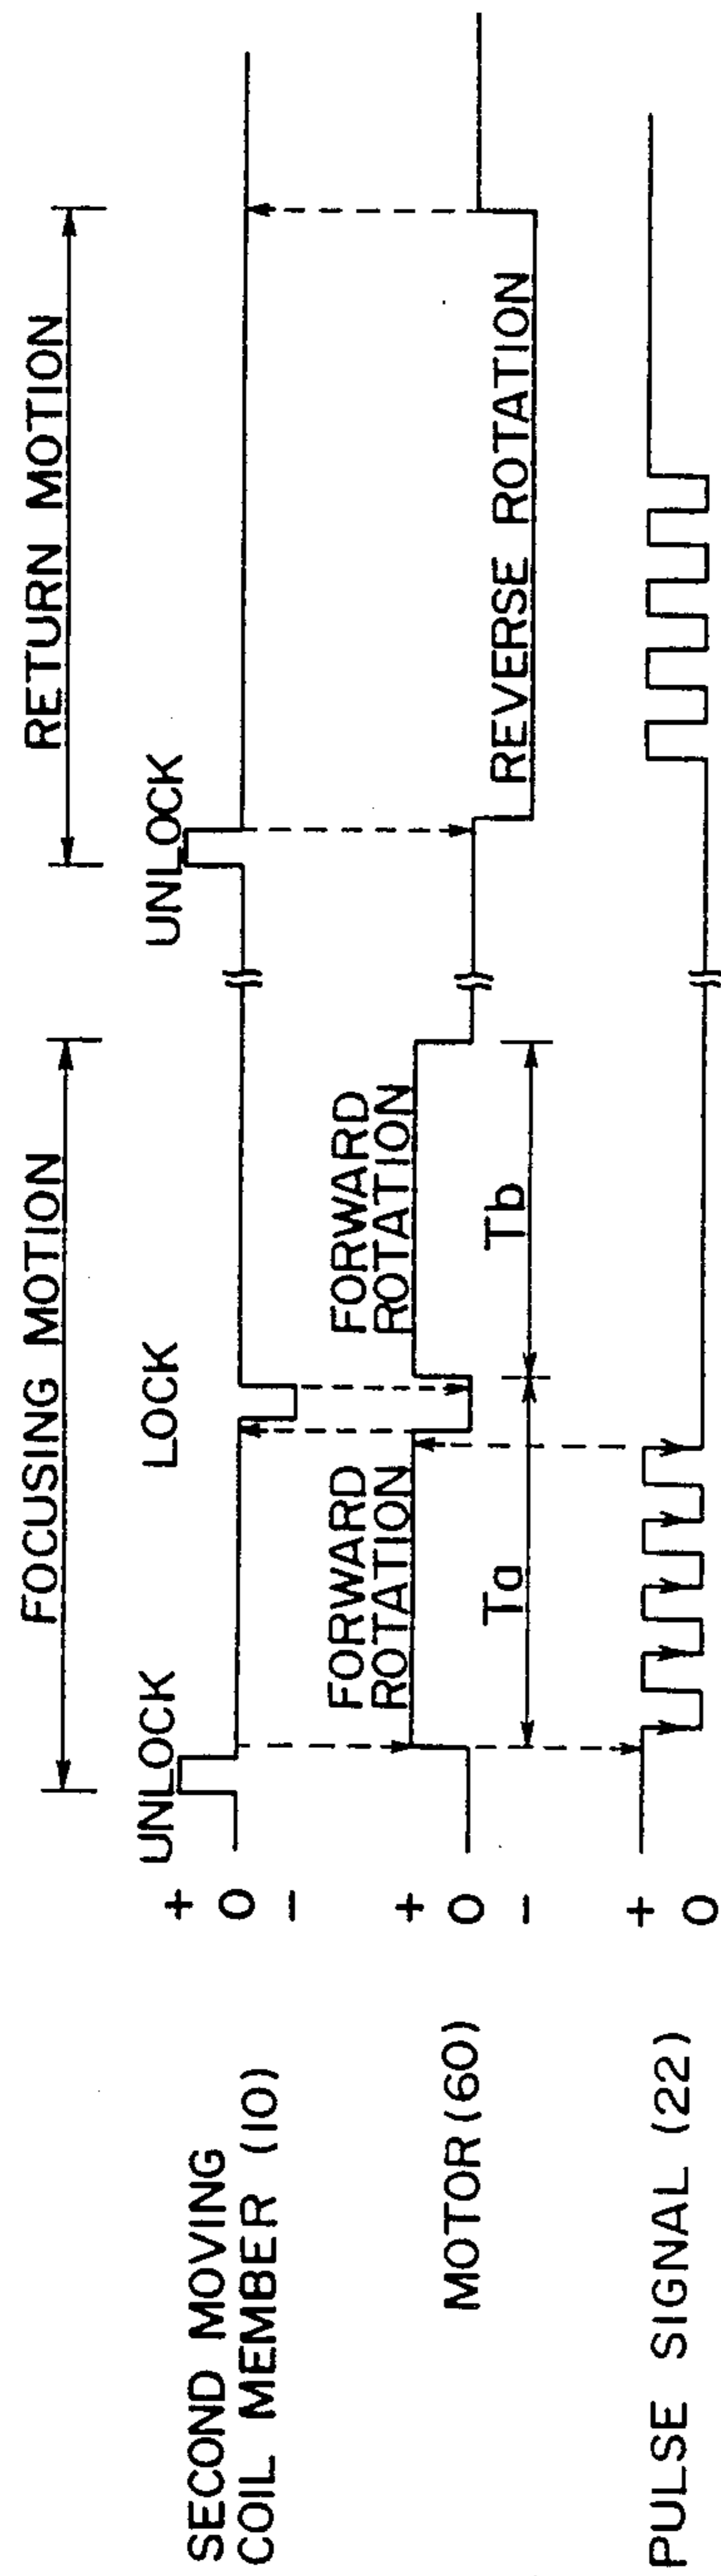 FOCUSING MOTION
RETURN MOTION
UNLOCK
LOCK
UNLOCK
SECOND MOVING
COIL MEMBER (10)
+
0
-
FORWARD
ROTATION
FORWARD
ROTATION
MOTOR (60)
+
0
-
REVERSE ROTATION
Ta
Tb
PULSE SIGNAL (22)
+
0